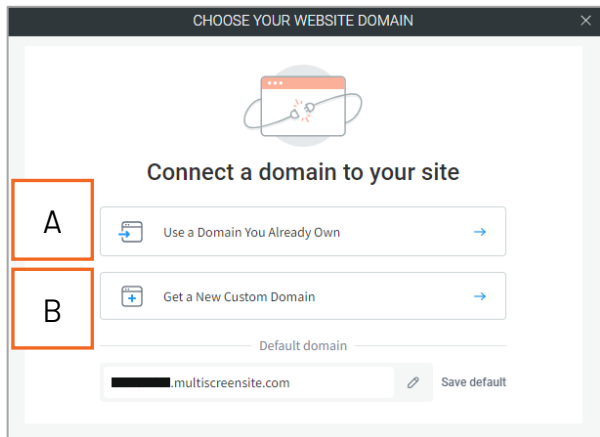 CHOOSE YOUR WEBSITE DOMAIN
Connect a domain to your site
A
Use a Domain You Already Own
B
Get a New Custom Domain
Default domain
.multiscreensite.com Save default